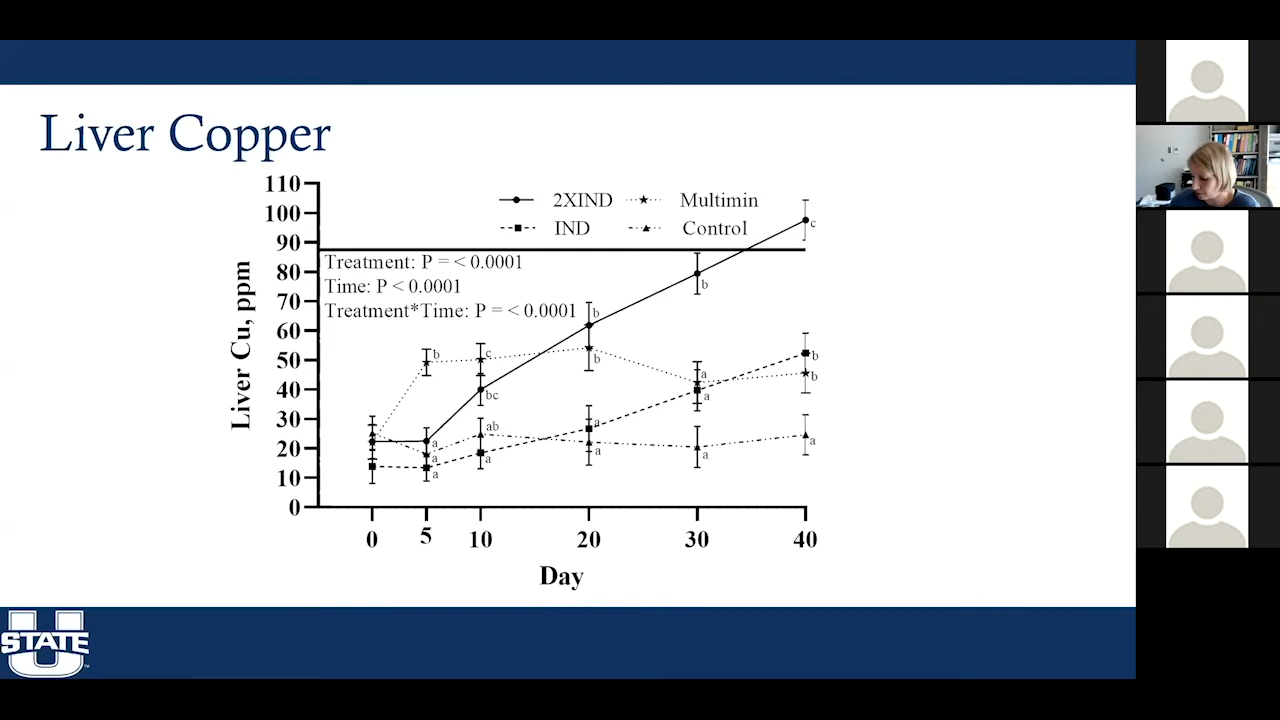 Liver Copper
110
100
90
80
70
60
50
40
30
20
10
0
Liver Cu, ppm
2XIND
Multimin
IND
Control
Treatment: P = < 0.0001
Time: P < 0.0001
Treatment*Time: P = < 0.0001
c
b
b
b
c
b
a
b
bc
a
b
ab
a
a
a
a
a
a
a
a
a
0 5 10 20 30 40
Day
U
STATE